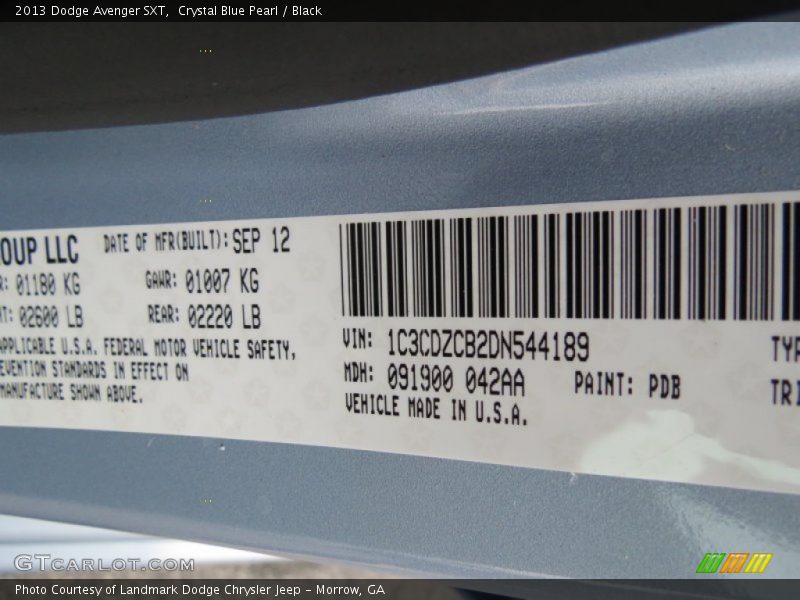 2013 Dodge Avenger SXT,  Crystal Blue Pearl / Black
OUP LLC DATE OF MFR(BUILT): SEP 12
R: 01180 KG GAWR: 01007 KG
T: 02600 LB REAR: 02220 LB
APPLICABLE U.S.A. FEDERAL MOTOR VEHICLE SAFETY,
EVENTION STANDARDS IN EFFECT ON
MANUFACTURE SHOWN ABOVE.
VIN: 1C3CDZCB2DN544189 TYP
MDH: 091900 042AA PAINT: PDB TRI
VEHICLE MADE IN U.S.A.
GTCARLOT.COM
Photo Courtesy of Landmark Dodge Chrysler Jeep – Morrow, GA